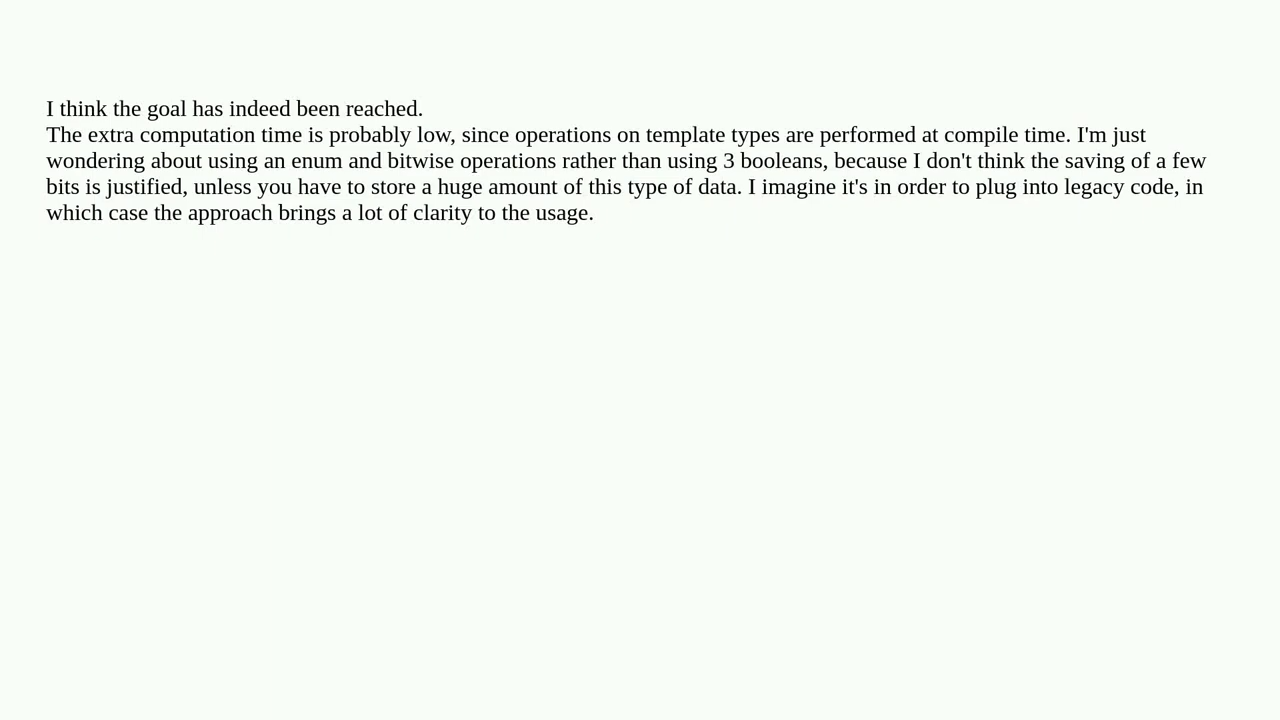 I think the goal has indeed been reached.
The extra computation time is probably low, since operations on template types are performed at compile time. I'm just
wondering about using an enum and bitwise operations rather than using 3 booleans, because I don't think the saving of a few
bits is justified, unless you have to store a huge amount of this type of data. I imagine it's in order to plug into legacy code, in
which case the approach brings a lot of clarity to the usage.